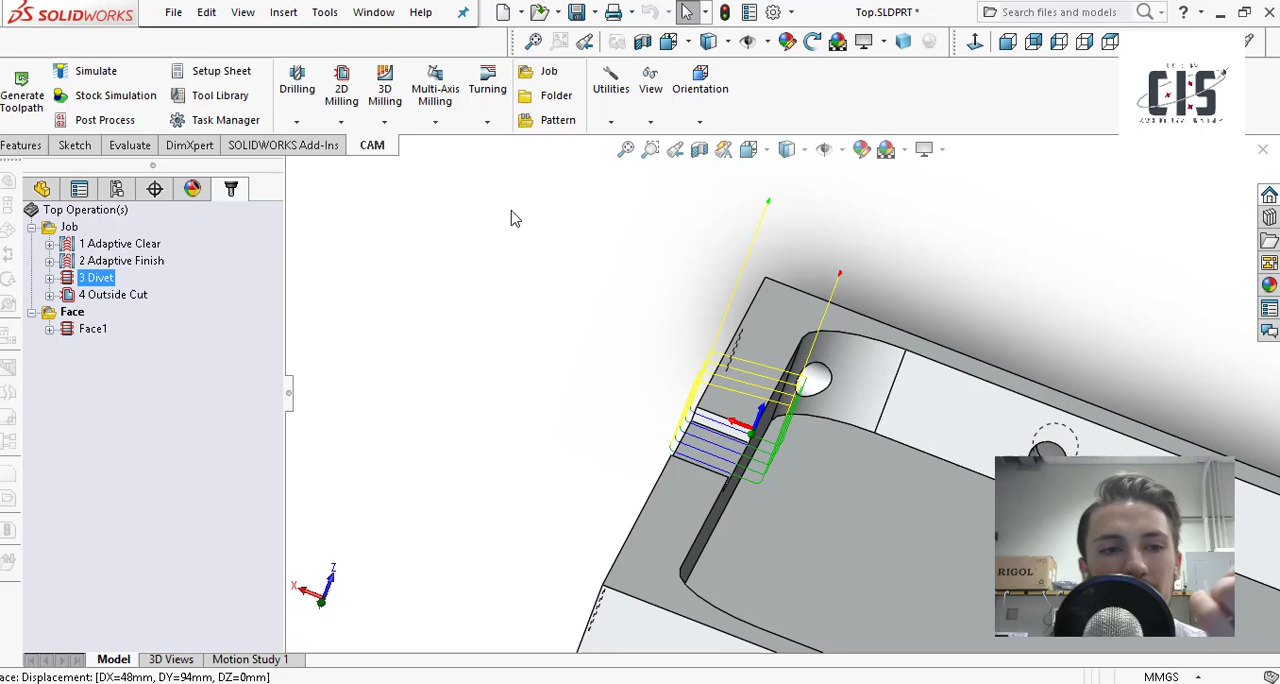 SOLIDWORKS
File Edit View Insert Tools Window Help
Top.SLDPRT *
Search files and models
Generate Toolpath
Simulate
Stock Simulation
Post Process
Setup Sheet
Tool Library
Task Manager
Drilling
2D Milling
3D Milling
Multi-Axis Milling
Turning
Job
Folder
Pattern
Utilities
View
Orientation
CIS
Features Sketch Evaluate DimXpert SOLIDWORKS Add-Ins CAM
Top Operation(s)
Job
1 Adaptive Clear
2 Adaptive Finish
3 Divet
4 Outside Cut
Face
Face1
Z
X
RIGOL
Model 3D Views Motion Study 1
ace: Displacement: [DX=48mm, DY=94mm, DZ=0mm]
MMGS